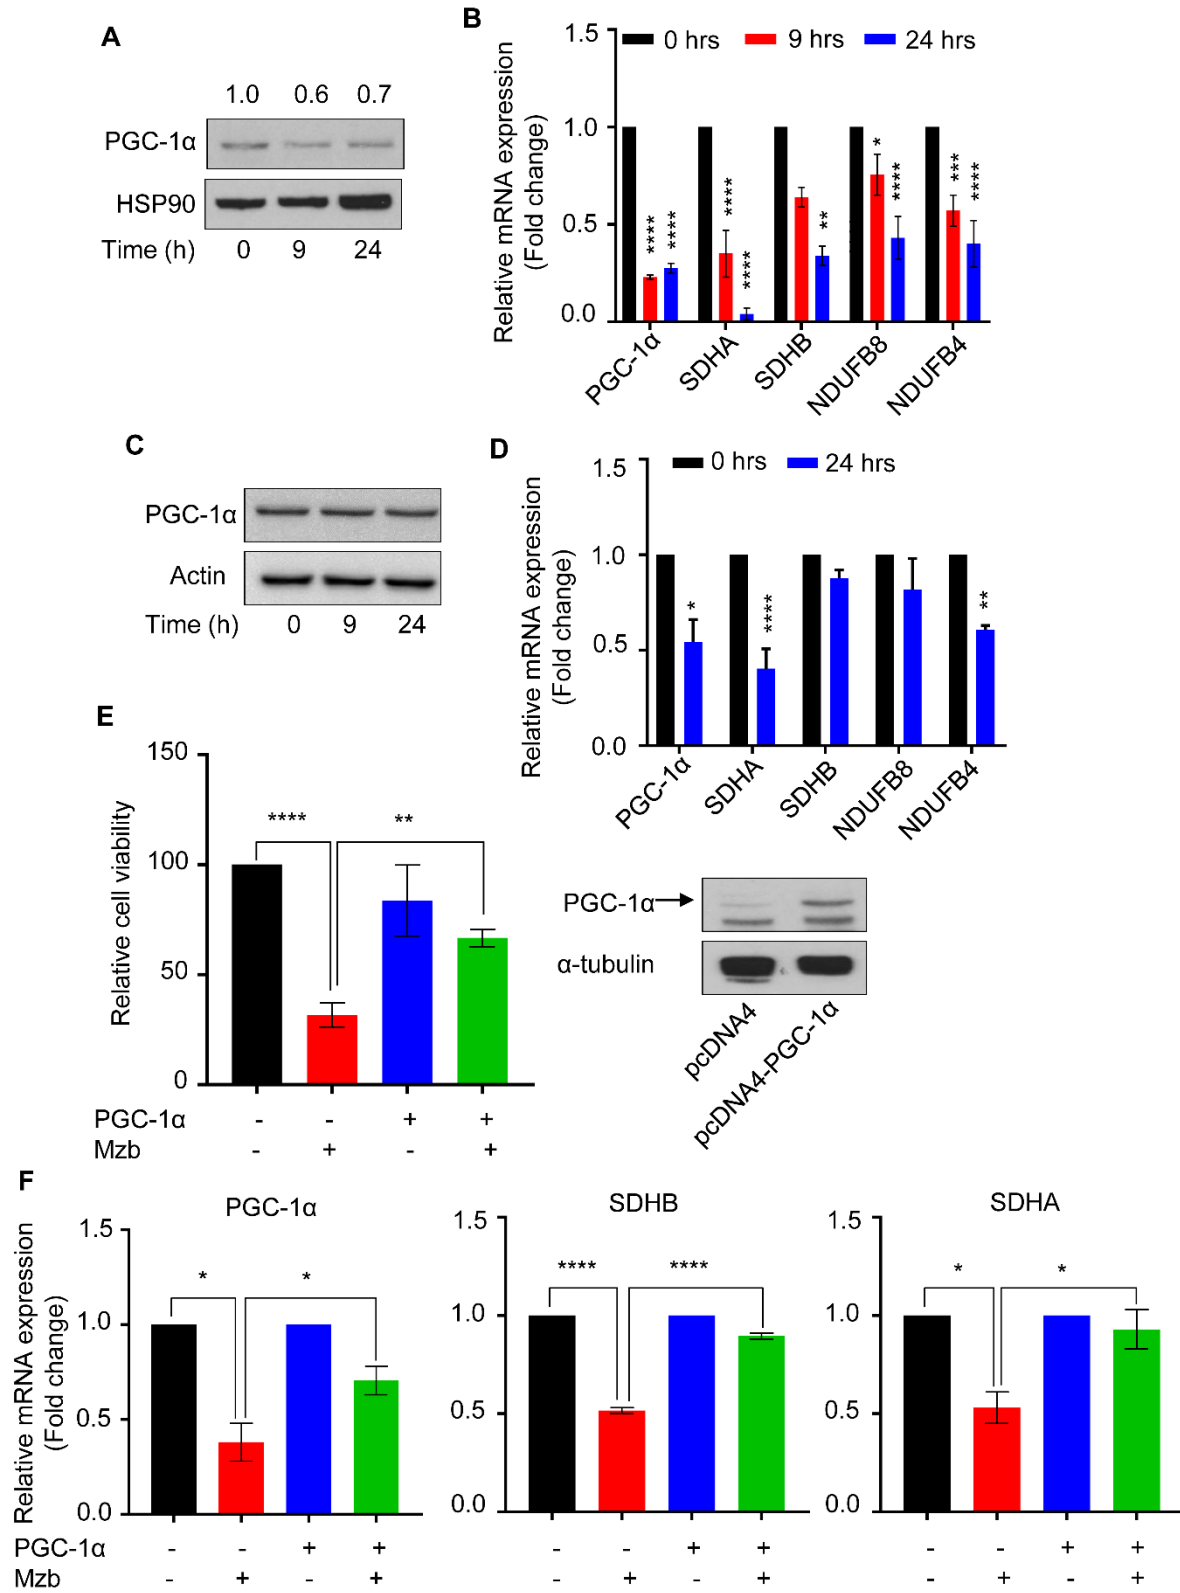 A
1.0 0.6 0.7
PGC-1α
HSP90
Time (h) 0 9 24
B
0 hrs 9 hrs 24 hrs
Relative mRNA expression
(Fold change)
1.5
1.0
0.5
0.0
**** **** **** **** ** * **** *** ****
PGC-1α SDHA SDHB NDUFB8 NDUFB4
C
PGC-1α
Actin
Time (h) 0 9 24
D
0 hrs 24 hrs
Relative mRNA expression
(Fold change)
1.5
1.0
0.5
0.0
* **** **
PGC-1α SDHA SDHB NDUFB8 NDUFB4
E
Relative cell viability
150
100
50
0
**** **
PGC-1α - - + +
Mzb - + - +
PGC-1α
α-tubulin
pcDNA4 pcDNA4-PGC-1α
F
Relative mRNA expression
(Fold change)
PGC-1α
1.5
1.0
0.5
0.0
* *
PGC-1α - - + +
Mzb - + - +
SDHB
1.5
1.0
0.5
0.0
**** ****
- - + +
- + - +
SDHA
1.5
1.0
0.5
0.0
* *
- - + +
- + - +